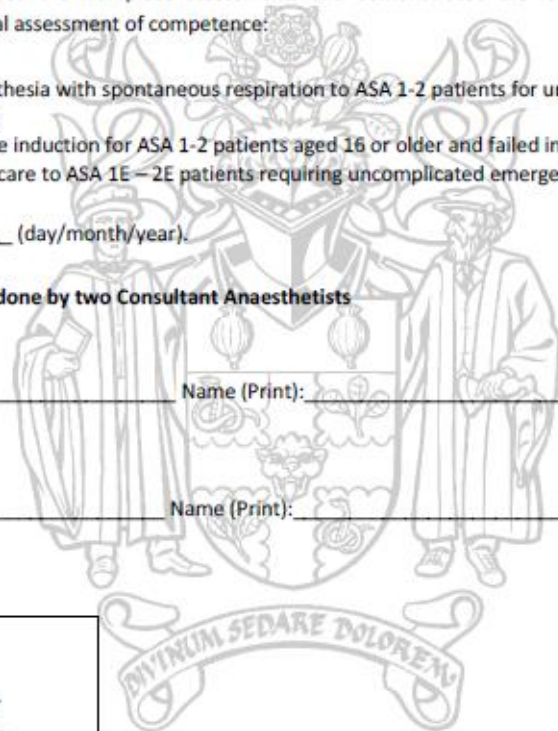 al assessment of competence:
thesia with spontaneous respiration to ASA 1-2 patients for
e induction for ASA 1-2 patients aged 16 or older and failed
care to ASA 1E – 2E patients requiring uncomplicated
_ (day/month/year).
done by two Consultant Anaesthetists
Name (Print):
Name (Print):
DIVINUM SEDARE DOLOREM